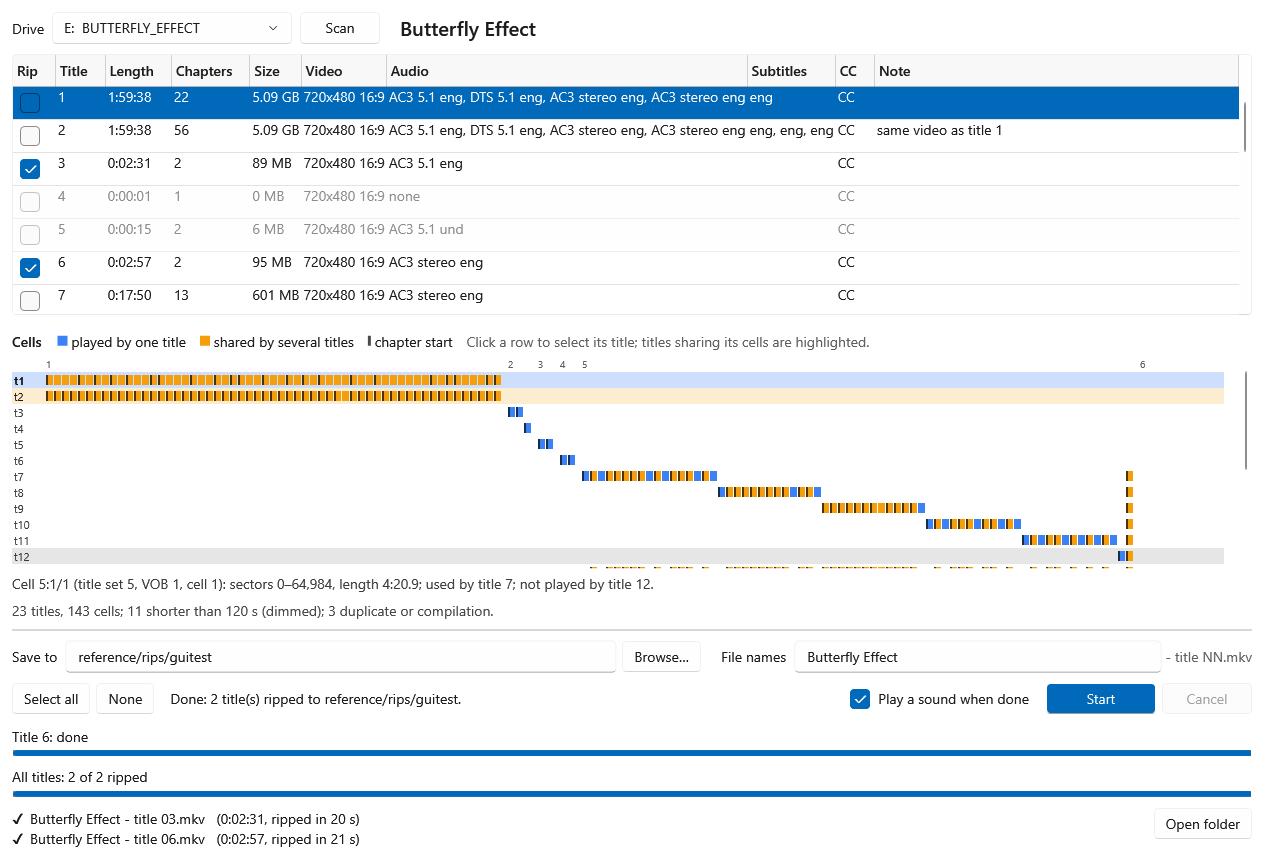 Drive E: BUTTERFLY_EFFECT Scan Butterfly Effect
Rip Title Length Chapters Size Video Audio Subtitles CC Note
1 1:59:38 22 5.09 GB 720x480 16:9 AC3 5.1 eng, DTS 5.1 eng, AC3 stereo eng, AC3 stereo eng eng CC
2 1:59:38 56 5.09 GB 720x480 16:9 AC3 5.1 eng, DTS 5.1 eng, AC3 stereo eng, AC3 stereo eng eng, eng, eng CC same video as title 1
3 0:02:31 2 89 MB 720x480 16:9 AC3 5.1 eng CC
4 0:00:01 1 0 MB 720x480 16:9 none CC
5 0:00:15 2 6 MB 720x480 16:9 AC3 5.1 und CC
6 0:02:57 2 95 MB 720x480 16:9 AC3 stereo eng CC
7 0:17:50 13 601 MB 720x480 16:9 AC3 stereo eng CC
Cells played by one title shared by several titles chapter start Click a row to select its title; titles sharing its cells are highlighted.
1 2 3 4 5 6
t1
t2
t3
t4
t5
t6
t7
t8
t9
t10
t11
t12
Cell 5:1/1 (title set 5, VOB 1, cell 1): sectors 0–64,984, length 4:20.9; used by title 7; not played by title 12.
23 titles, 143 cells; 11 shorter than 120 s (dimmed); 3 duplicate or compilation.
Save to reference/rips/guitest Browse... File names Butterfly Effect - title NN.mkv
Select all None Done: 2 title(s) ripped to reference/rips/guitest. Play a sound when done Start Cancel
Title 6: done
All titles: 2 of 2 ripped
✓ Butterfly Effect - title 03.mkv (0:02:31, ripped in 20 s)
✓ Butterfly Effect - title 06.mkv (0:02:57, ripped in 21 s)
Open folder